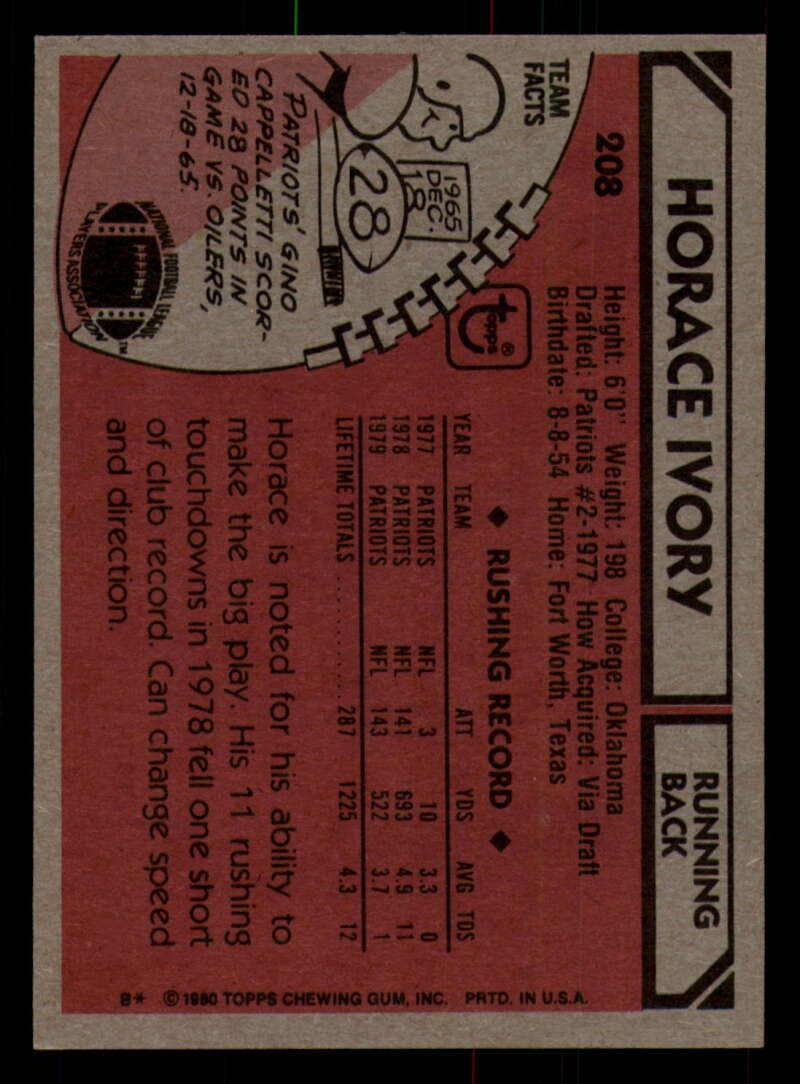 HORACE IVORY
RUNNING
BACK
208
Height: 6'0" Weight: 198 College: Oklahoma
Drafted: Patriots #2-1977 How Acquired: Via Draft
Birthdate: 8-8-54 Home: Fort Worth, Texas
TEAM
FACTS
1965
DEC.
18
28
PATRIOTS' GINO
CAPPELLETTI SCOR-
ED 28 POINTS IN
GAME VS. OILERS,
12-18-65.
NATIONAL FOOTBALL LEAGUE
PLAYERS ASSOCIATION™
topps®
◆ RUSHING RECORD ◆
YEAR TEAM ATT YDS AVG TDS
1977 PATRIOTS NFL 3 10 3.3 0
1978 PATRIOTS NFL 141 693 4.9 11
1979 PATRIOTS NFL 143 522 3.7 1
LIFETIME TOTALS ........... 287 1225 4.3 12
Horace is noted for his ability to
make the big play. His 11 rushing
touchdowns in 1978 fell one short
of club record. Can change speed
and direction.
B* ©1980 TOPPS CHEWING GUM, INC. PRTD. IN U.S.A.